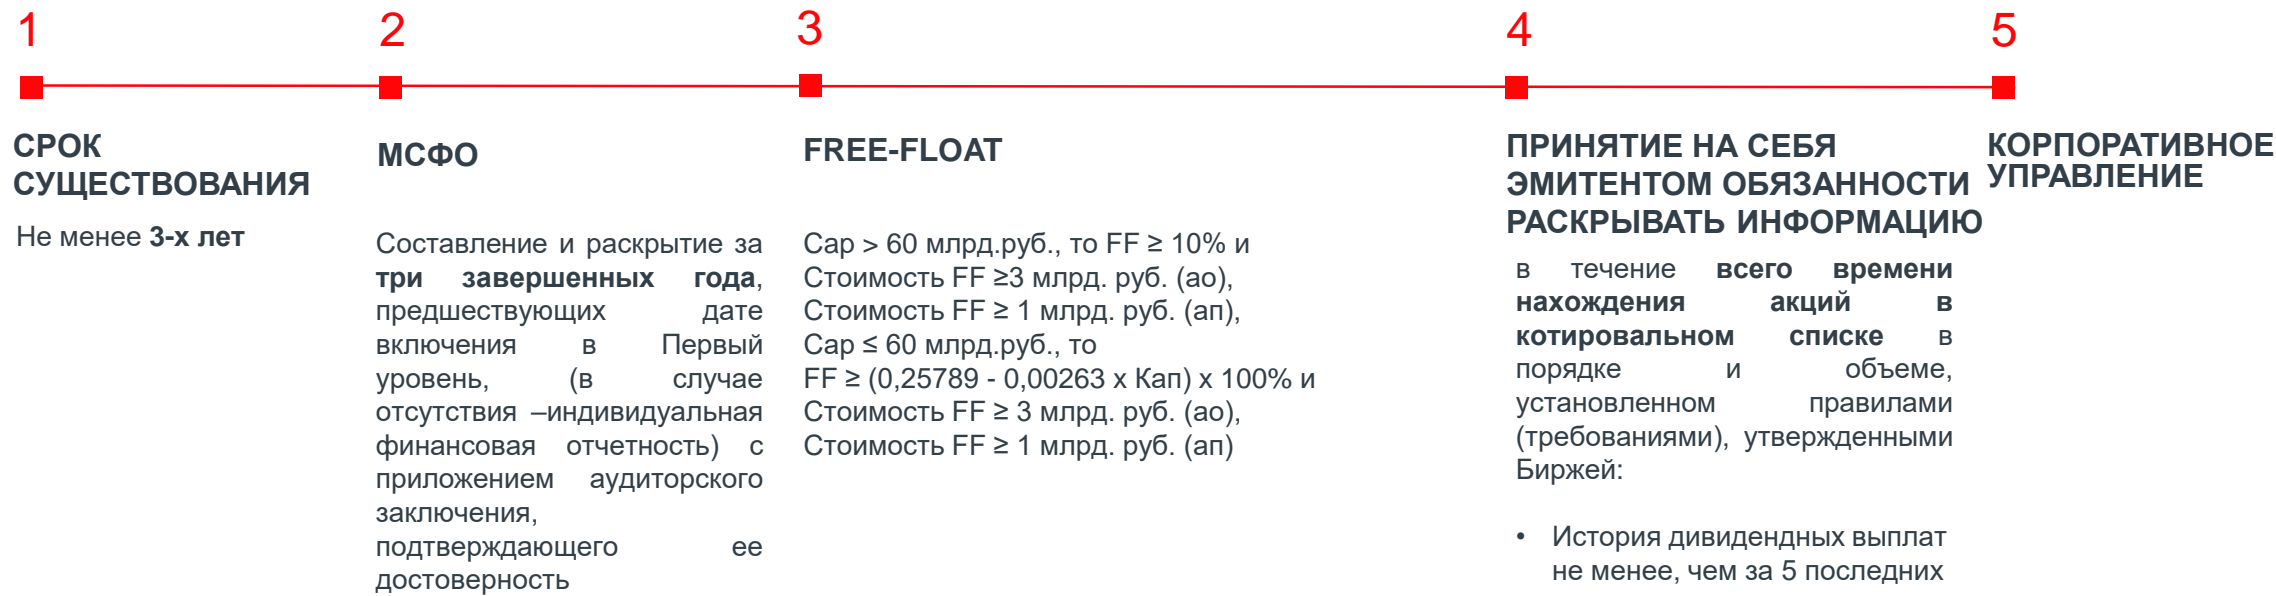 1
2
3
4
5
СРОК
СУЩЕСТВОВАНИЯ
Не менее 3-х лет
МСФО
Составление и раскрытие за
три завершенных года,
предшествующих дате
включения в Первый
уровень, (в случае
отсутствия –индивидуальная
финансовая отчетность) с
приложением аудиторского
заключения,
подтверждающего ее
достоверность
FREE-FLOAT
Cap > 60 млрд.руб., то FF ≥ 10% и
Стоимость FF ≥3 млрд. руб. (ао),
Стоимость FF ≥ 1 млрд. руб. (ап),
Cap ≤ 60 млрд.руб., то
FF ≥ (0,25789 - 0,00263 х Кап) х 100% и
Стоимость FF ≥ 3 млрд. руб. (ао),
Стоимость FF ≥ 1 млрд. руб. (ап)
ПРИНЯТИЕ НА СЕБЯ
ЭМИТЕНТОМ ОБЯЗАННОСТИ
РАСКРЫВАТЬ ИНФОРМАЦИЮ
в течение всего времени
нахождения акций в
котировальном списке в
порядке и объеме,
установленном правилами
(требованиями), утвержденными
Биржей:
• История дивидендных выплат
не менее, чем за 5 последних
КОРПОРАТИВНОЕ
УПРАВЛЕНИЕ